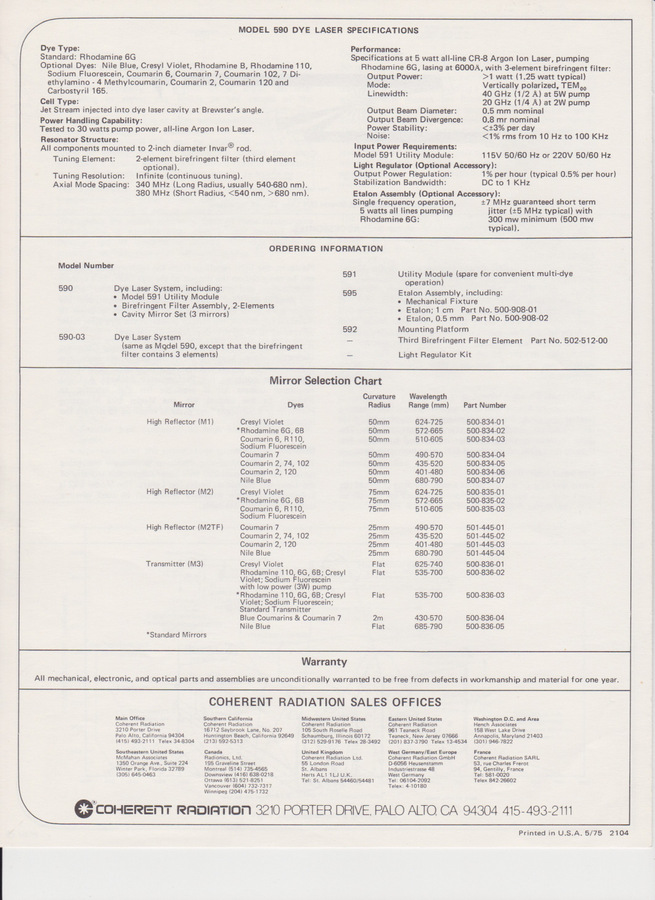 MODEL 590 DYE LASER SPECIFICATIONS
Dye Type:
Standard: Rhodamine 6G
Optional Dyes: Nile Blue, Cresyl Violet, Rhodamine B, Rhodamine 110,
Sodium Fluorescein, Coumarin 6, Coumarin 7, Coumarin 102, 7 Di-
ethylamino - 4 Methylcoumarin, Coumarin 2, Coumarin 120 and
Carbostyril 165.
Cell Type:
Jet Stream injected into dye laser cavity at Brewster's angle.
Power Handling Capability:
Tested to 30 watts pump power, all-line Argon Ion Laser.
Resonator Structure:
All components mounted to 2-inch diameter Invar® rod.
Tuning Element: 2-element birefringent filter (third element
optional).
Tuning Resolution: Infinite (continuous tuning).
Axial Mode Spacing: 340 MHz (Long Radius, usually 540-680 nm).
380 MHz (Short Radius, <540 nm, >680 nm).
Performance:
Specifications at 5 watt all-line CR-8 Argon Ion Laser, pumping
Rhodamine 6G, lasing at 6000Å, with 3-element birefringent filter:
Output Power: >1 watt (1.25 watt typical)
Mode: Vertically polarized, TEM₀₀
Linewidth: 40 GHz (1/2 Å) at 5W pump
20 GHz (1/4 Å) at 2W pump
Output Beam Diameter: 0.5 mm nominal
Output Beam Divergence: 0.8 mr nominal
Power Stability: <±3% per day
Noise: <1% rms from 10 Hz to 100 KHz
Input Power Requirements:
Model 591 Utility Module: 115V 50/60 Hz or 220V 50/60 Hz
Light Regulator (Optional Accessory):
Output Power Regulation: 1% per hour (typical 0.5% per hour)
Stabilization Bandwidth: DC to 1 KHz
Etalon Assembly (Optional Accessory):
Single frequency operation, ±7 MHz guaranteed short term
5 watts all lines pumping jitter (±5 MHz typical) with
Rhodamine 6G: 300 mw minimum (500 mw
typical).
ORDERING INFORMATION
Model Number
590 Dye Laser System, including:
• Model 591 Utility Module
• Birefringent Filter Assembly, 2-Elements
• Cavity Mirror Set (3 mirrors)
590-03 Dye Laser System
(same as Model 590, except that the birefringent
filter contains 3 elements)
591 Utility Module (spare for convenient multi-dye
operation)
595 Etalon Assembly, including:
• Mechanical Fixture
• Etalon; 1 cm Part No. 500-908-01
• Etalon, 0.5 mm Part No. 500-908-02
592 Mounting Platform
— Third Birefringent Filter Element Part No. 502-512-00
— Light Regulator Kit
Mirror Selection Chart
Mirror Dyes Curvature Radius Wavelength Range (mm) Part Number
High Reflector (M1) Cresyl Violet 50mm 624-725 500-834-01
*Rhodamine 6G, 6B 50mm 572-665 500-834-02
Coumarin 6, R110, 50mm 510-605 500-834-03
Sodium Fluorescein
Coumarin 7 50mm 490-570 500-834-04
Coumarin 2, 74, 102 50mm 435-520 500-834-05
Coumarin 2, 120 50mm 401-480 500-834-06
Nile Blue 50mm 680-790 500-834-07
High Reflector (M2) Cresyl Violet 75mm 624-725 500-835-01
*Rhodamine 6G, 6B 75mm 572-665 500-835-02
Coumarin 6, R110, 75mm 510-605 500-835-03
Sodium Fluorescein
High Reflector (M2TF) Coumarin 7 25mm 490-570 501-445-01
Coumarin 2, 74, 102 25mm 435-520 501-445-02
Coumarin 2, 120 25mm 401-480 501-445-03
Nile Blue 25mm 680-790 501-445-04
Transmitter (M3) Cresyl Violet Flat 625-740 500-836-01
Rhodamine 110, 6G, 6B; Cresyl Flat 535-700 500-836-02
Violet; Sodium Fluorescein
with low power (3W) pump
*Rhodamine 110, 6G, 6B; Cresyl Flat 535-700 500-836-03
Violet; Sodium Fluorescein;
Standard Transmitter
Blue Coumarins & Coumarin 7 2m 430-570 500-836-04
Nile Blue Flat 685-790 500-836-05
*Standard Mirrors
Warranty
All mechanical, electronic, and optical parts and assemblies are unconditionally warranted to be free from defects in workmanship and material for one year.
COHERENT RADIATION SALES OFFICES
Main Office
Coherent Radiation
3210 Porter Drive
Palo Alto, California 94304
(415) 493-2111 Telex 34-8304
Southern California
Coherent Radiation
16712 Saybrook Lane, No. 207
Huntington Beach, California 92649
(213) 592-5313
Midwestern United States
Coherent Radiation
105 South Roselle Road
Schaumburg, Illinois 60172
(312) 529-9176 Telex 28-3492
Eastern United States
Coherent Radiation
961 Teaneck Road
Teaneck, New Jersey 07666
(201) 837-3790 Telex 13-4534
Washington D.C. and Area
Hench Associates
158 West Lake Drive
Annapolis, Maryland 21403
(301) 946-7822
Southeastern United States
McMahan Associates
1390 Orange Ave., Suite 224
Winter Park, Florida 32789
(305) 645-0463
Canada
Radionics, Ltd.
195 Graveline Street
Montreal (514) 735-4565
Downsview (416) 638-0218
Ottawa (613) 521-8251
Vancouver (604) 732-7317
Winnipeg (204) 475-1732
United Kingdom
Coherent Radiation Ltd.
55 London Road
St. Albans
Herts AL1 1LJ U.K.
Tel: St. Albans 54460/54481
West Germany/East Europe
Coherent Radiation GmbH
D-6056 Heusenstamm
Industriestrasse 48
West Germany
Tel: 06104-2092
Telex: 4-10180
France
Coherent Radiation SARL
53, rue Charles Frerot
94, Gentilly, France
Tel: 581-0020
Telex 842-26602
COHERENT RADIATION 3210 PORTER DRIVE, PALO ALTO, CA 94304 415-493-2111
Printed in U.S.A. 5/75 2104